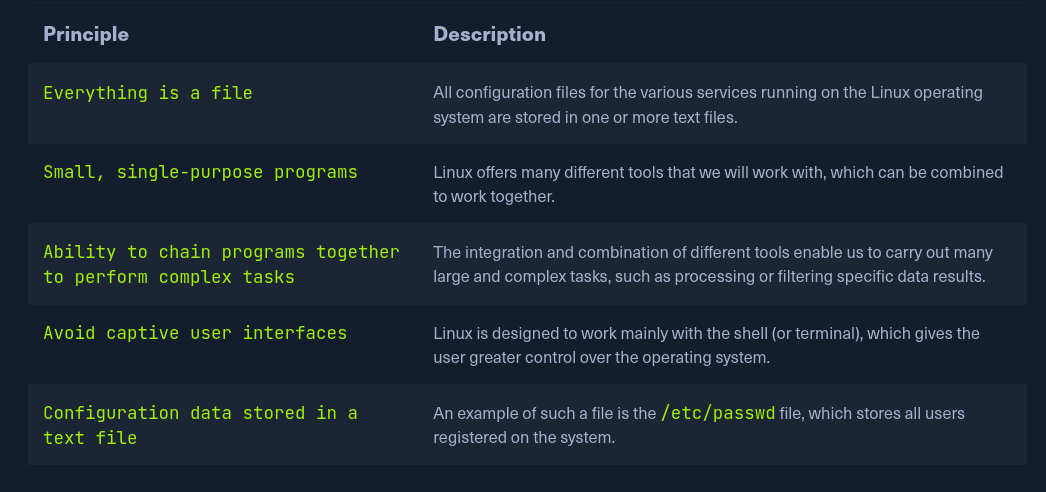 Principle Description
Everything is a file All configuration files for the various services running on the Linux operating
system are stored in one or more text files.
Small, single-purpose programs Linux offers many different tools that we will work with, which can be combined
to work together.
Ability to chain programs together The integration and combination of different tools enable us to carry out many
to perform complex tasks large and complex tasks, such as processing or filtering specific data results.
Avoid captive user interfaces Linux is designed to work mainly with the shell (or terminal), which gives the
user greater control over the operating system.
Configuration data stored in a An example of such a file is the /etc/passwd file, which stores all users
text file registered on the system.